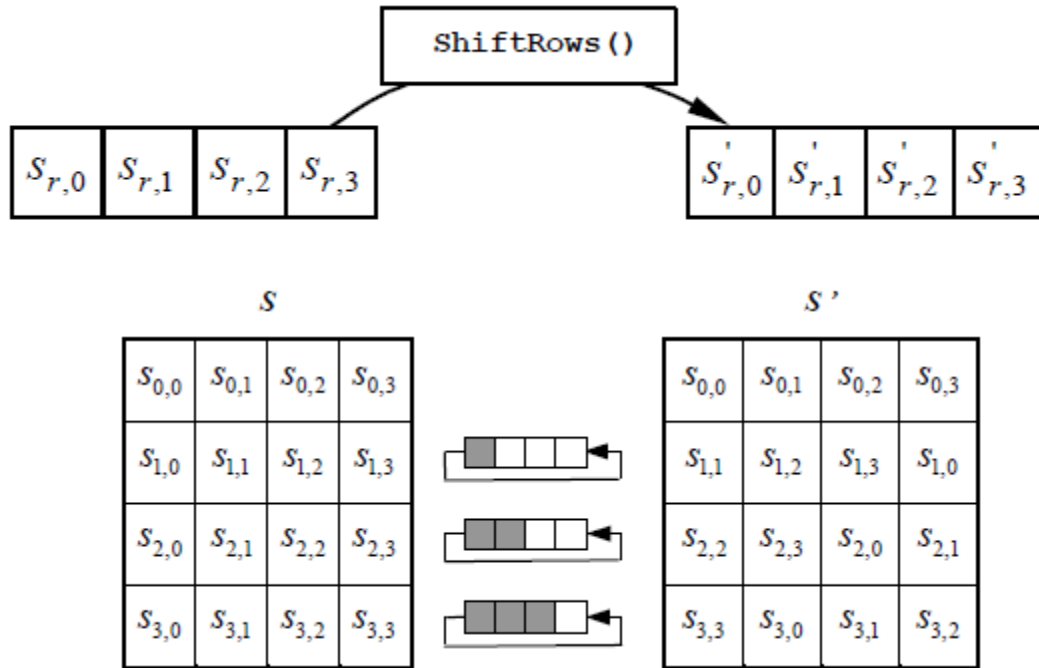 ShiftRows()
S_{r,0} S_{r,1} S_{r,2} S_{r,3} S'_{r,0} S'_{r,1} S'_{r,2} S'_{r,3}
S S'
S_{0,0} S_{0,1} S_{0,2} S_{0,3} S_{0,0} S_{0,1} S_{0,2} S_{0,3}
S_{1,0} S_{1,1} S_{1,2} S_{1,3} S_{1,1} S_{1,2} S_{1,3} S_{1,0}
S_{2,0} S_{2,1} S_{2,2} S_{2,3} S_{2,2} S_{2,3} S_{2,0} S_{2,1}
S_{3,0} S_{3,1} S_{3,2} S_{3,3} S_{3,3} S_{3,0} S_{3,1} S_{3,2}